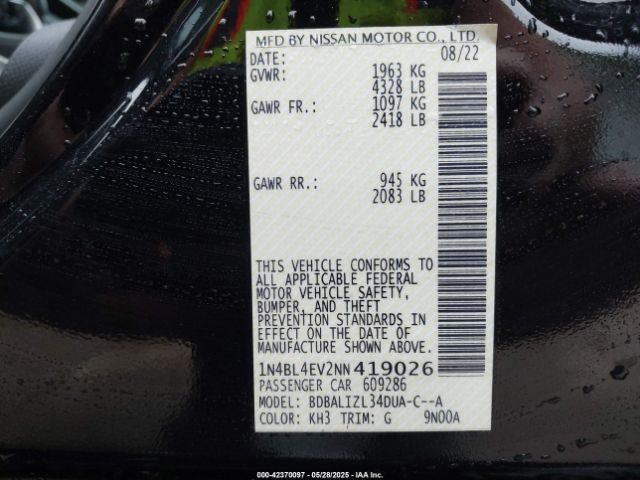 MFD BY NISSAN MOTOR CO., LTD.
DATE: 08/22
GVWR: 1963 KG
4328 LB
GAWR FR.: 1097 KG
2418 LB
GAWR RR.: 945 KG
2083 LB
THIS VEHICLE CONFORMS TO
ALL APPLICABLE FEDERAL
MOTOR VEHICLE SAFETY,
BUMPER, AND THEFT
PREVENTION STANDARDS IN
EFFECT ON THE DATE OF
MANUFACTURE SHOWN ABOVE.
1N4BL4EV2NN419026
PASSENGER CAR 609286
MODEL: BDBALIZL34DUA-C--A
COLOR: KH3 TRIM: G 9N00A
000-42370097 | 05/28/2025 - IAA Inc.